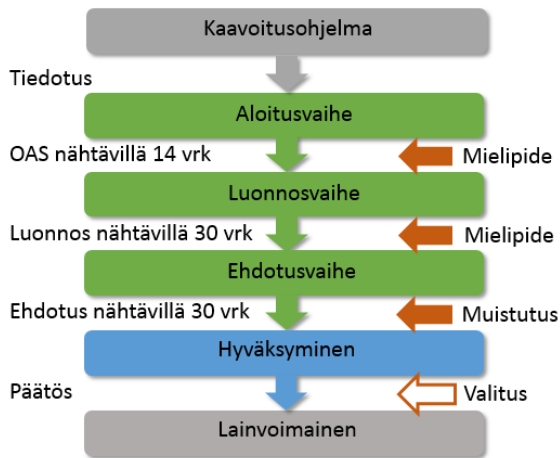 Kaavoitusohjelma
Tiedotus
Aloitusvaihe
OAS nähtävillä 14 vrk
Mielipide
Luonnosvaihe
Luonnos nähtävillä 30 vrk
Mielipide
Ehdotusvaihe
Ehdotus nähtävillä 30 vrk
Muistutus
Hyväksyminen
Päätös
Valitus
Lainvoimainen